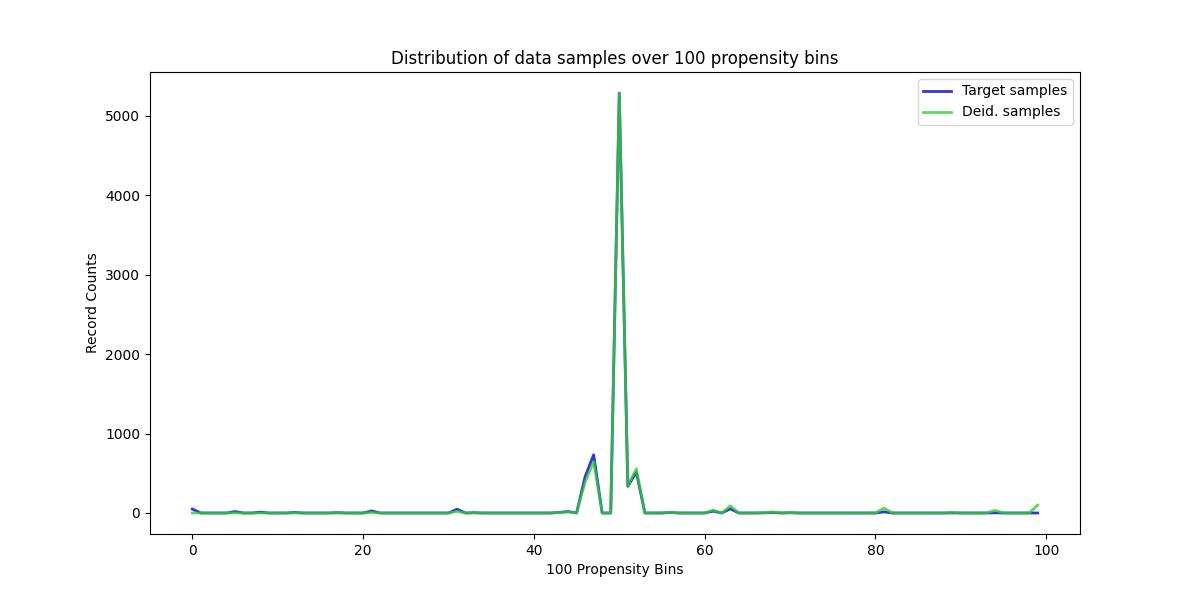 Distribution of data samples over 100 propensity bins
Target samples
Deid. samples
Record Counts
5000
4000
3000
2000
1000
0
0 20 40 60 80 100
100 Propensity Bins